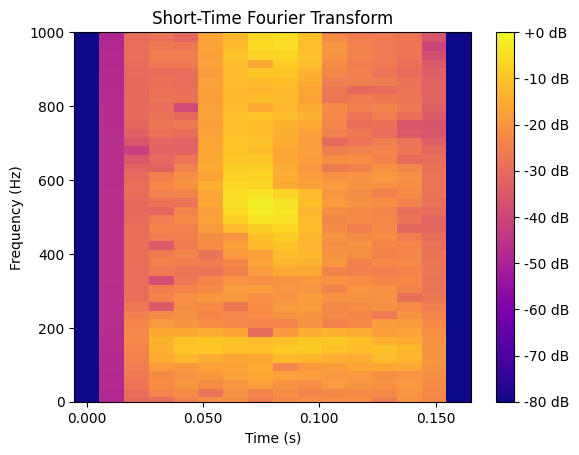 Short-Time Fourier Transform
1000
800
600
400
200
0
Frequency (Hz)
0.000
0.050
0.100
0.150
Time (s)
+0 dB
-10 dB
-20 dB
-30 dB
-40 dB
-50 dB
-60 dB
-70 dB
-80 dB